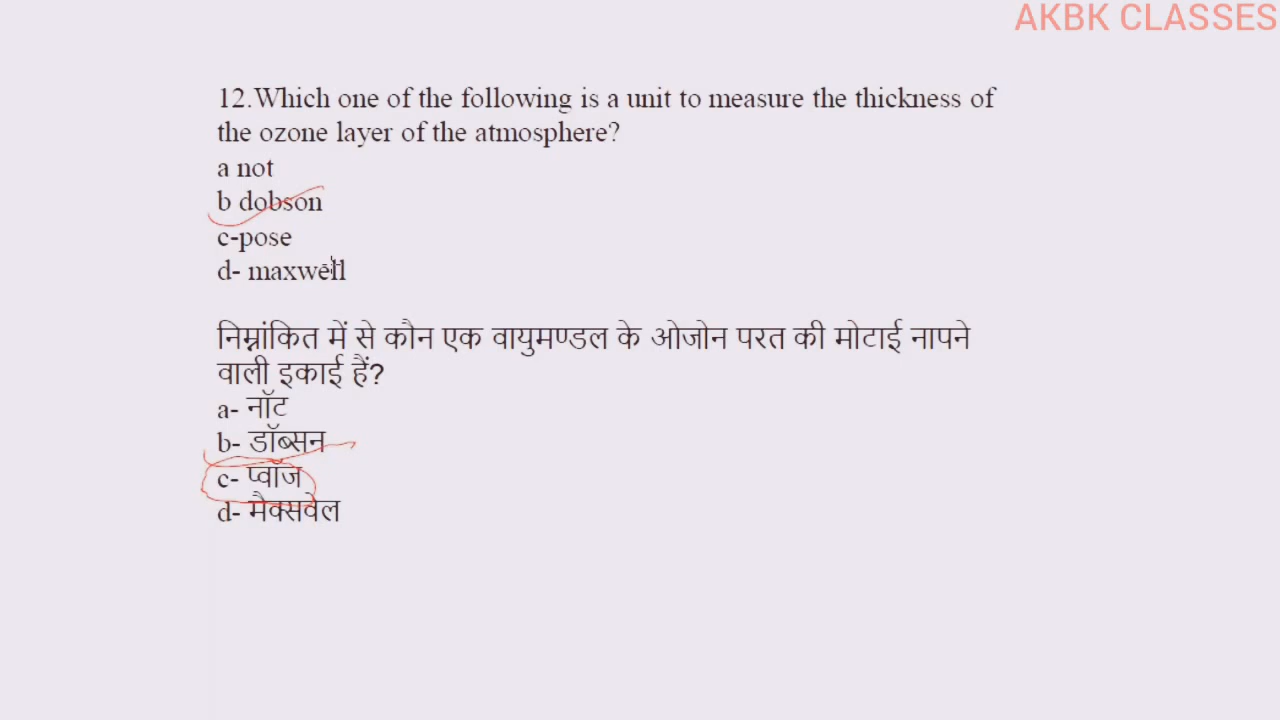 AKBK CLASSES
12.Which one of the following is a unit to measure the thickness of
the ozone layer of the atmosphere?
a not
b dobson
c-pose
d- maxwell
निम्नांकित में से कौन एक वायुमण्डल के ओजोन परत की मोटाई नापने
वाली इकाई हैं?
a- नॉट
b- डॉब्सन
c- प्वॉज
d- मैक्सवेल